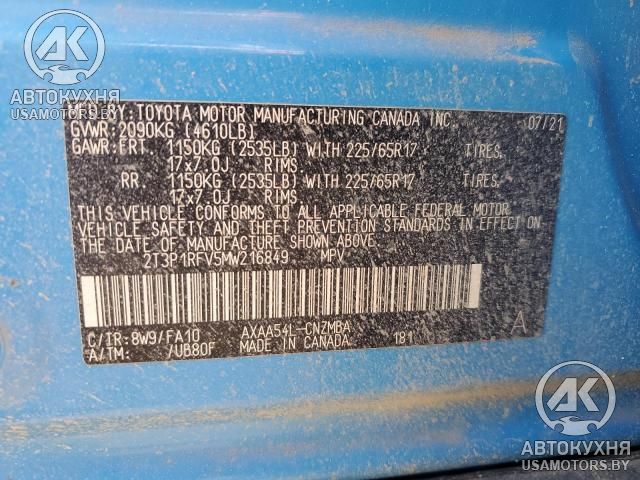 АК
АВТОКУХНЯ
USAMOTORS.BY
MFD. BY: TOYOTA MOTOR MANUFACTURING CANADA INC. 07/21
GVWR: 2090KG (4610LB)
GAWR: FRT. 1150KG (2535LB) WITH 225/65R17 TIRES,
17x7.0J RIMS
RR. 1150KG (2535LB) WITH 225/65R17 TIRES,
17x7.0J RIMS
THIS VEHICLE CONFORMS TO ALL APPLICABLE FEDERAL MOTOR
VEHICLE SAFETY AND THEFT PREVENTION STANDARDS IN EFFECT ON
THE DATE OF MANUFACTURE SHOWN ABOVE.
2T3P1RFV5MW216849 MPV
C/TR: 8W9/FA10 AXAA54L-CNZMBA A
A/TM: /UB80F MADE IN CANADA 181
АК
АВТОКУХНЯ
USAMOTORS.BY